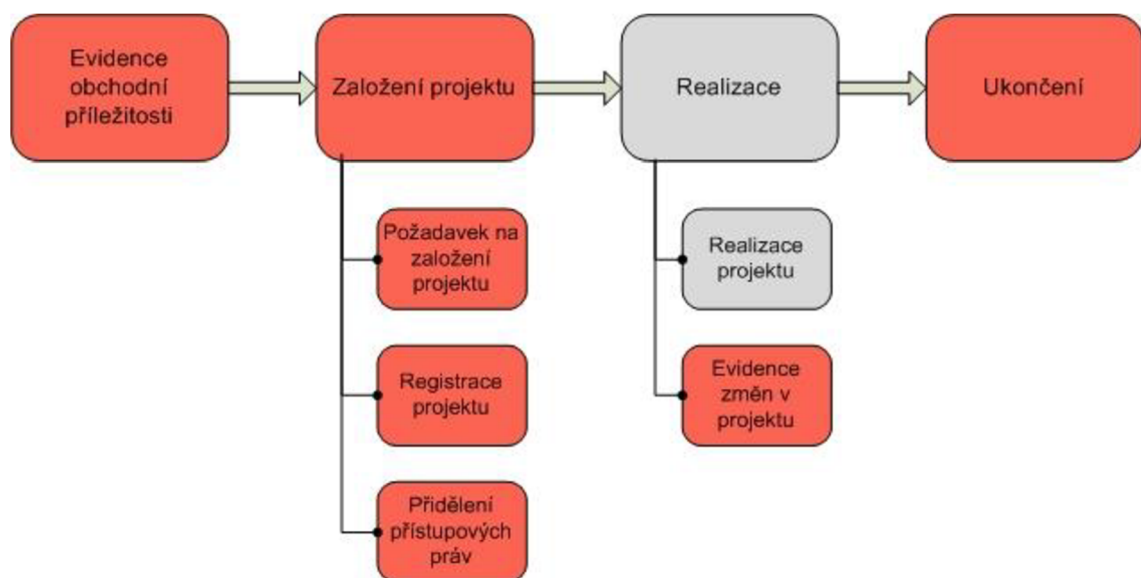 Evidence
obchodní
příležitosti
Založení projektu
Realizace
Ukončení
Požadavek na
založení
projektu
Realizace
projektu
Registrace
projektu
Evidence
změn v
projektu
Přidělení
přístupových
práv